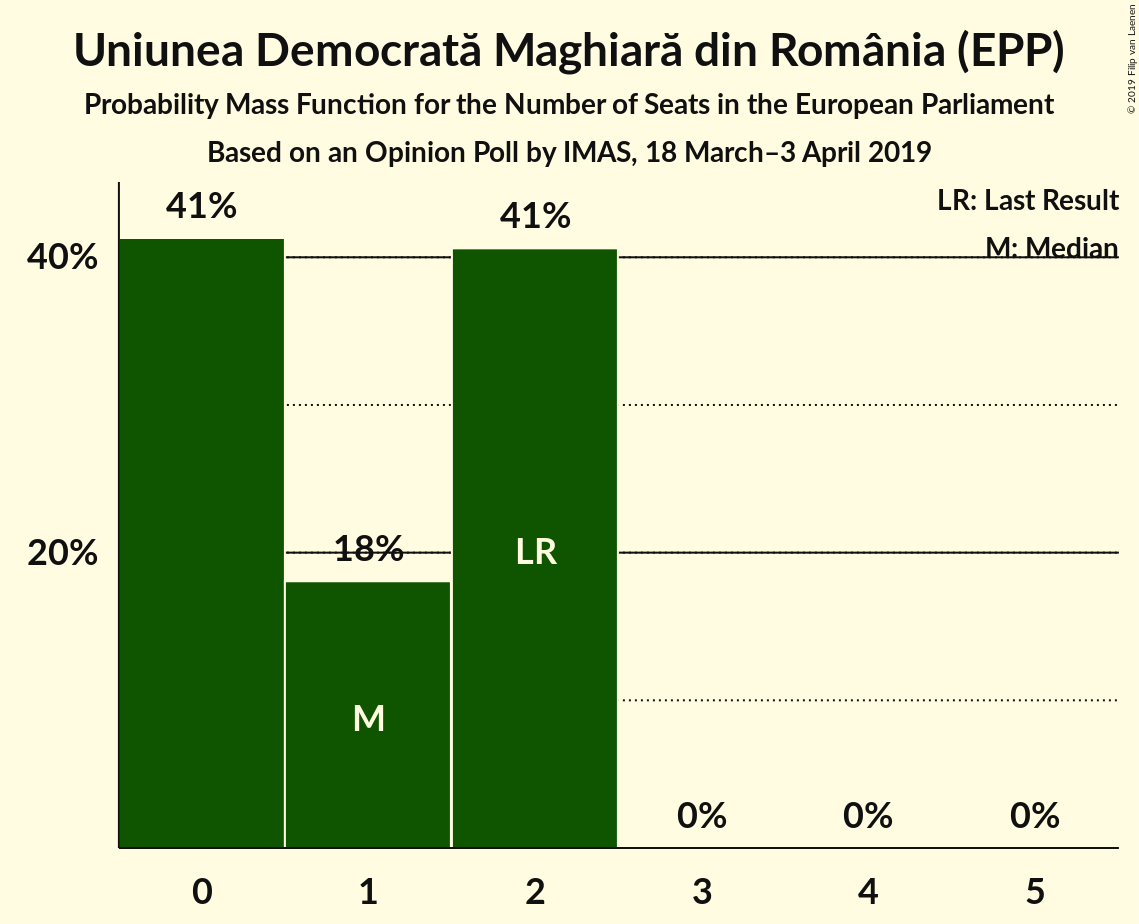 Uniunea Democrată Maghiară din România (EPP)
Probability Mass Function for the Number of Seats in the European Parliament
Based on an Opinion Poll by IMAS, 18 March–3 April 2019
© 2019 Filip van Laenen
LR: Last Result
M: Median
41%
41%
40%
18%
20%
LR
M
0%
0%
0%
0
1
2
3
4
5